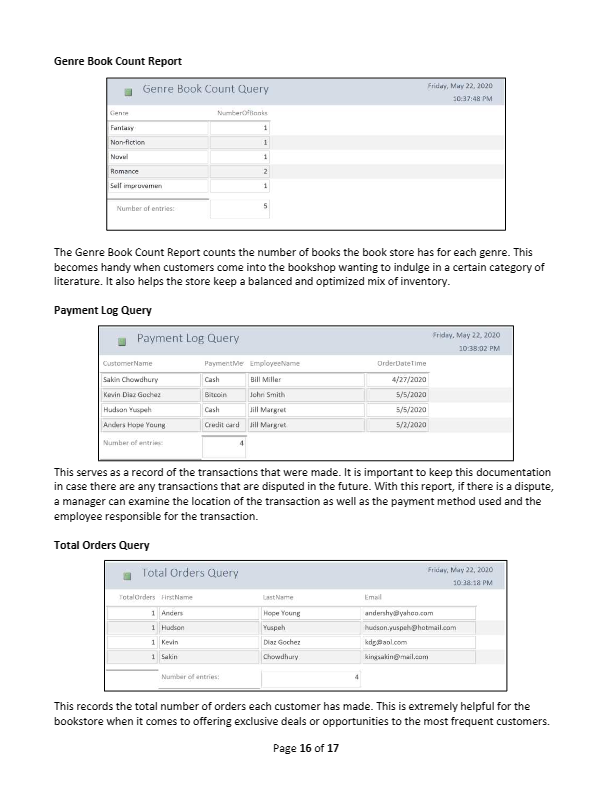 Genre Book Count Report
Genre Book Count Query
Friday, May 22, 2020
10:37:48 PM
Genre NumberOfBooks
Fantasy 1
Non-fiction 1
Novel 1
Romance 2
Self improvemen 1
Number of entries: 5
The Genre Book Count Report counts the number of books the book store has for each genre. This
becomes handy when customers come into the bookshop wanting to indulge in a certain category of
literature. It also helps the store keep a balanced and optimized mix of inventory.
Payment Log Query
Payment Log Query
Friday, May 22, 2020
10:38:02 PM
CustomerName PaymentMe EmployeeName OrderDateTime
Sakin Chowdhury Cash Bill Miller 4/27/2020
Kevin Diaz Gochez Bitcoin John Smith 5/5/2020
Hudson Yuspeh Cash Jill Margret 5/5/2020
Anders Hope Young Credit card Jill Margret 5/2/2020
Number of entries: 4
This serves as a record of the transactions that were made. It is important to keep this documentation
in case there are any transactions that are disputed in the future. With this report, if there is a dispute,
a manager can examine the location of the transaction as well as the payment method used and the
employee responsible for the transaction.
Total Orders Query
Total Orders Query
Friday, May 22, 2020
10:38:18 PM
TotalOrders FirstName LastName Email
1 Anders Hope Young andershy@yahoo.com
1 Hudson Yuspeh hudson.yuspeh@hotmail.com
1 Kevin Diaz Gochez kdg@aol.com
1 Sakin Chowdhury kingsakin@mail.com
Number of entries: 4
This records the total number of orders each customer has made. This is extremely helpful for the
bookstore when it comes to offering exclusive deals or opportunities to the most frequent customers.
Page 16 of 17